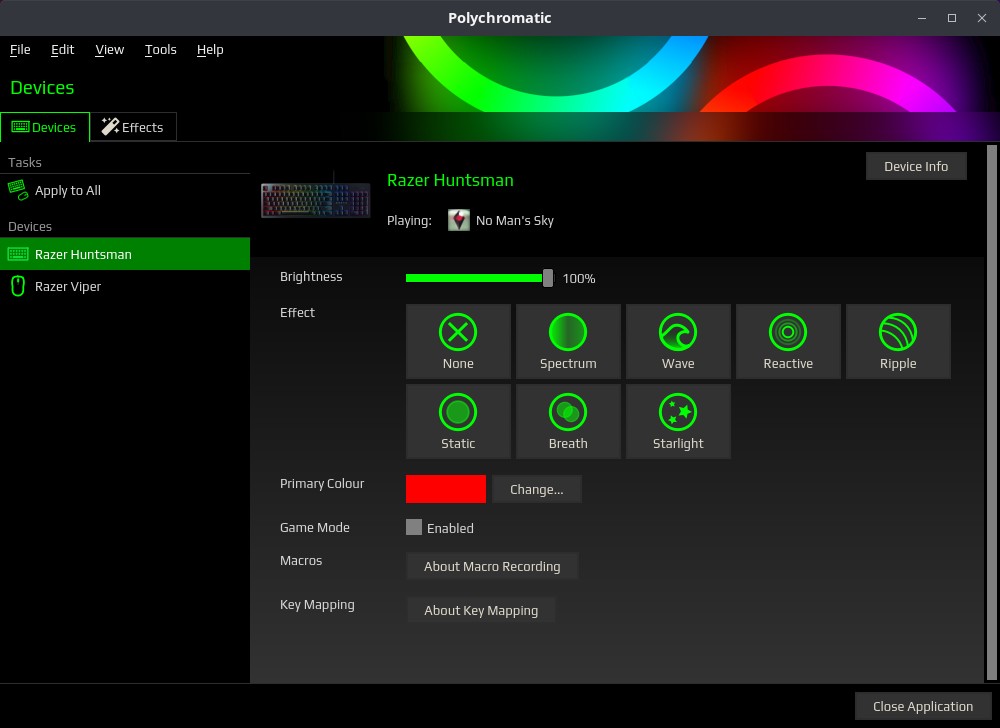 Polychromatic
File Edit View Tools Help
Devices
Devices Effects
Tasks
Apply to All
Devices
Razer Huntsman
Razer Viper
Device Info
Razer Huntsman
Playing: No Man's Sky
Brightness 100%
Effect
None Spectrum Wave Reactive Ripple
Static Breath Starlight
Primary Colour Change...
Game Mode Enabled
Macros About Macro Recording
Key Mapping About Key Mapping
Close Application